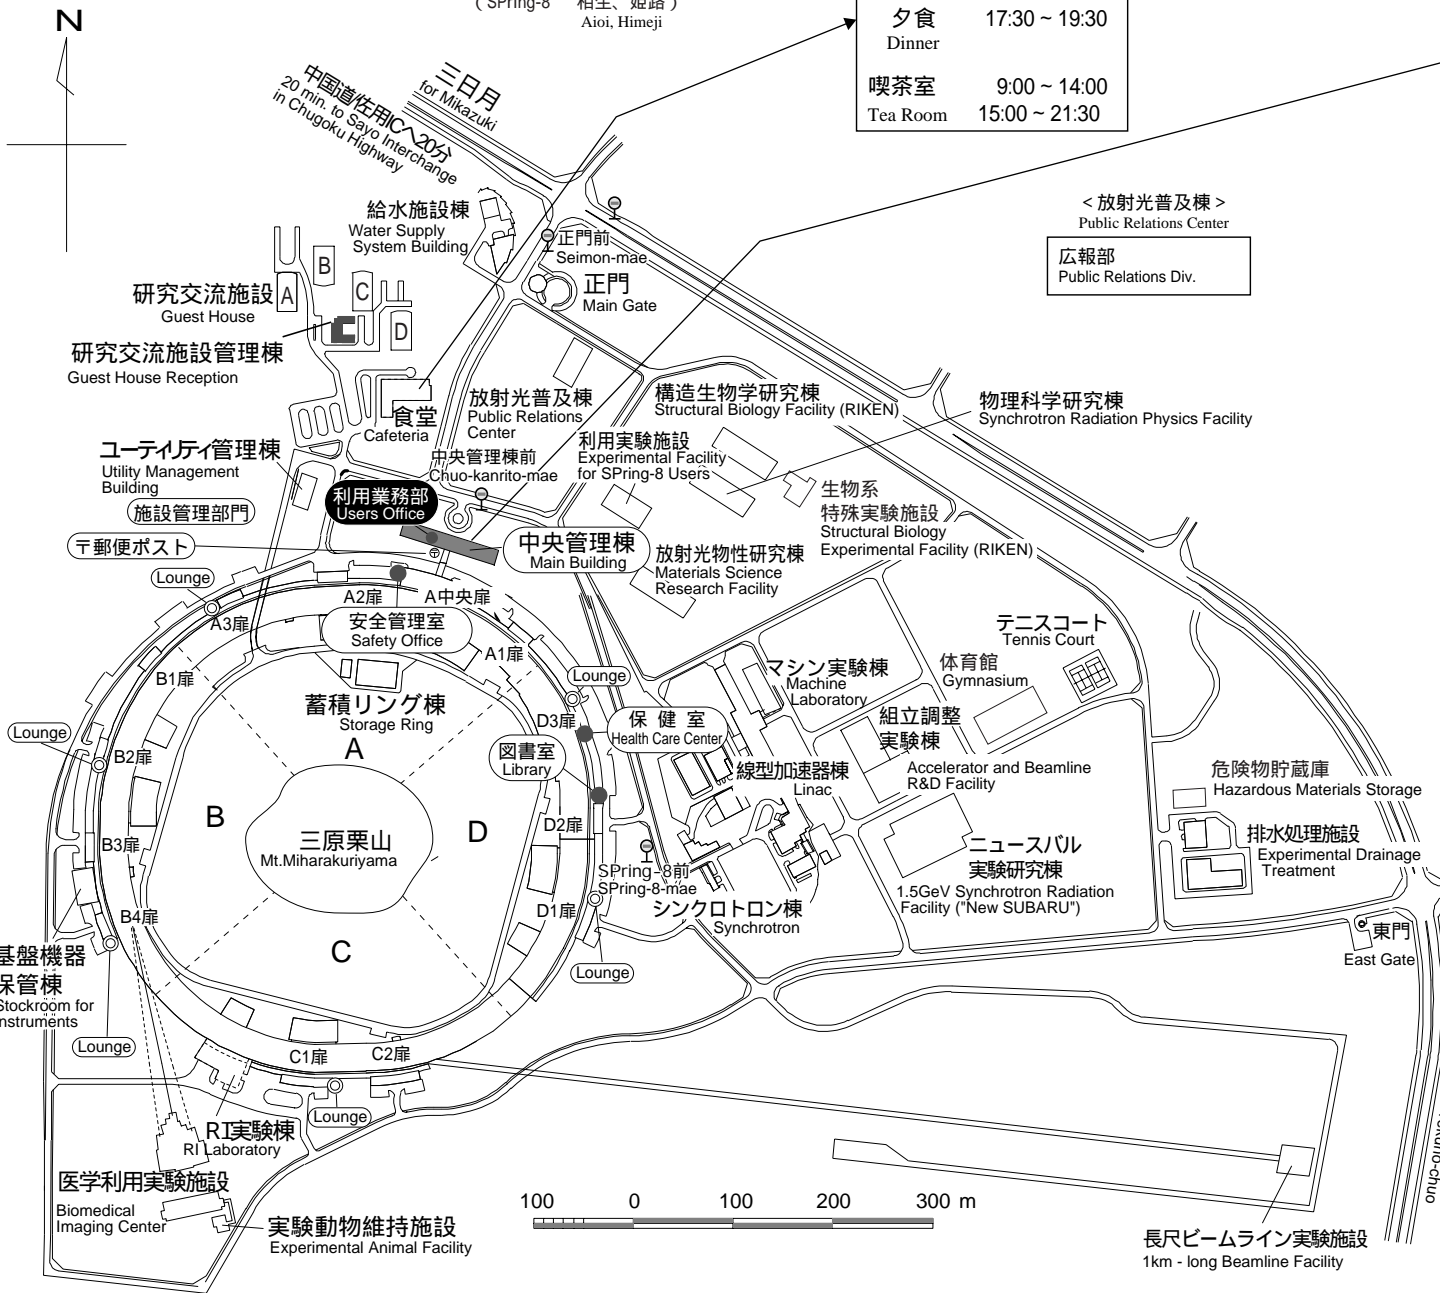 ( SPring-8 相生、姫路 )
Aioi, Himeji
N
夕食 17:30 ~ 19:30
Dinner
喫茶室 9:00 ~ 14:00
Tea Room 15:00 ~ 21:30
三日月
for Mikazuki
中国道佐用ICへ20分
20 min. to Sayo Interchange
in Chugoku Highway
< 放射光普及棟 >
Public Relations Center
広報部
Public Relations Div.
給水施設棟
Water Supply
System Building
正門前
Seimon-mae
正門
Main Gate
研究交流施設
Guest House
A
B
C
D
研究交流施設管理棟
Guest House Reception
食堂
Cafeteria
放射光普及棟
Public Relations
Center
構造生物学研究棟
Structural Biology Facility (RIKEN)
物理科学研究棟
Synchrotron Radiation Physics Facility
利用実験施設
Experimental Facility
for SPring-8 Users
中央管理棟前
Chuo-kanrito-mae
ユーティリティ管理棟
Utility Management
Building
施設管理部門
利用業務部
Users Office
生物系
特殊実験施設
Structural Biology
Experimental Facility (RIKEN)
〒郵便ポスト
中央管理棟
Main Building
放射光物性研究棟
Materials Science
Research Facility
Lounge
A2扉
A中央扉
A3扉
安全管理室
Safety Office
A1扉
テニスコート
Tennis Court
体育館
Gymnasium
マシン実験棟
Machine
Laboratory
B1扉
蓄積リング棟
Storage Ring
Lounge
D3扉
保 健 室
Health Care Center
組立調整
実験棟
Accelerator and Beamline
R&D Facility
Lounge
B2扉
A
図書室
Library
線型加速器棟
Linac
危険物貯蔵庫
Hazardous Materials Storage
B
三原栗山
Mt.Miharakuriyama
D
D2扉
B3扉
排水処理施設
Experimental Drainage
Treatment
ニュースバル
実験研究棟
1.5GeV Synchrotron Radiation
Facility ("New SUBARU")
SPring-8前
SPring-8-mae
シンクロトロン棟
Synchrotron
D1扉
B4扉
東門
East Gate
C
基盤機器
保管棟
Stockroom for
nstruments
Lounge
Lounge
C1扉
C2扉
Lounge
RI実験棟
RI Laboratory
医学利用実験施設
Biomedical
Imaging Center
実験動物維持施設
Experimental Animal Facility
100 0 100 200 300 m
長尺ビームライン実験施設
1km - long Beamline Facility